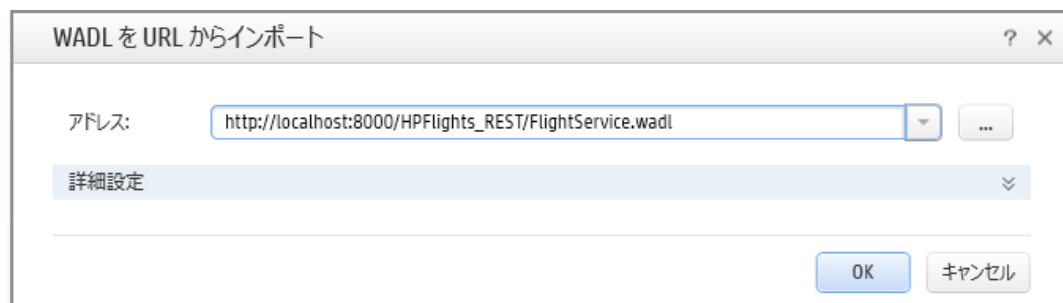 WADL を URL からインポート ? ×
アドレス: http://localhost:8000/HPFlights_REST/FlightService.wadl ...
詳細設定
OK キャンセル